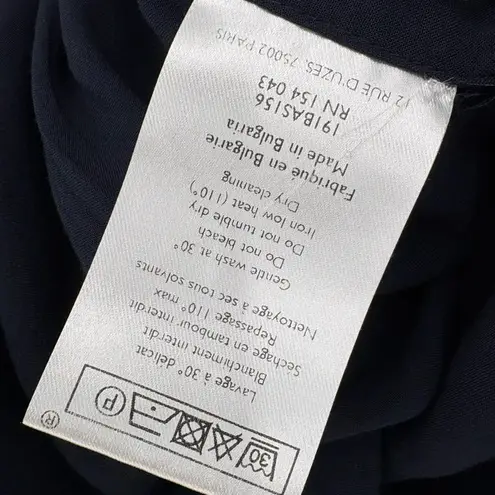 ®
30 P
Lavage à 30° délicat
Blanchiment interdit
Séchage en tambour interdit
Repassage 110° max
Nettoyage à sec tous solvants
Gentle wash at 30°
Do not bleach
Do not tumble dry
Iron low heat (110°)
Dry cleaning
Fabriqué en Bulgarie
Made in Bulgaria
191BAS156
RN 154 043
12 RUE D'UZES, 75002 PARIS